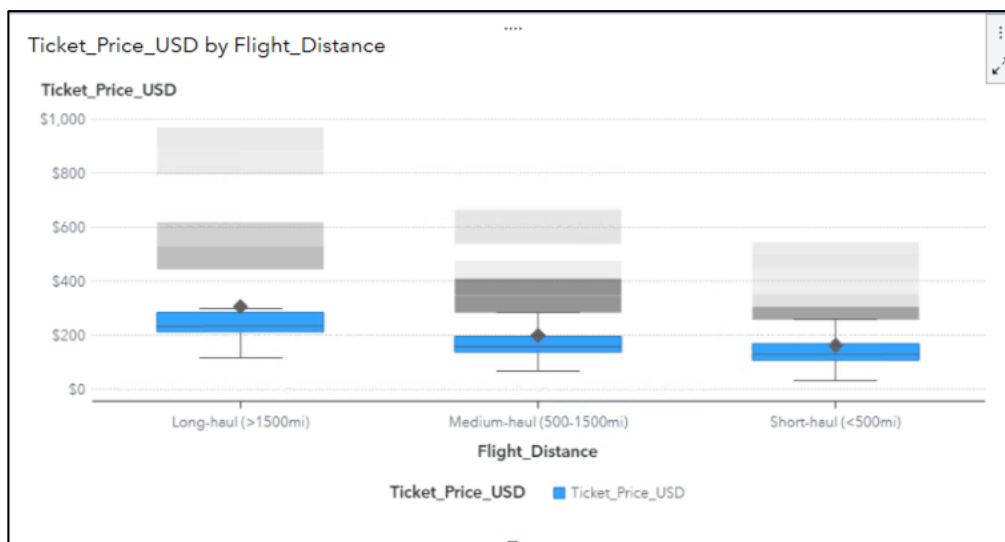 Ticket_Price_USD by Flight_Distance
Ticket_Price_USD
$1,000
$800
$600
$400
$200
$0
Long-haul (>1500mi) Medium-haul (500-1500mi) Short-haul (<500mi)
Flight_Distance
Ticket_Price_USD Ticket_Price_USD